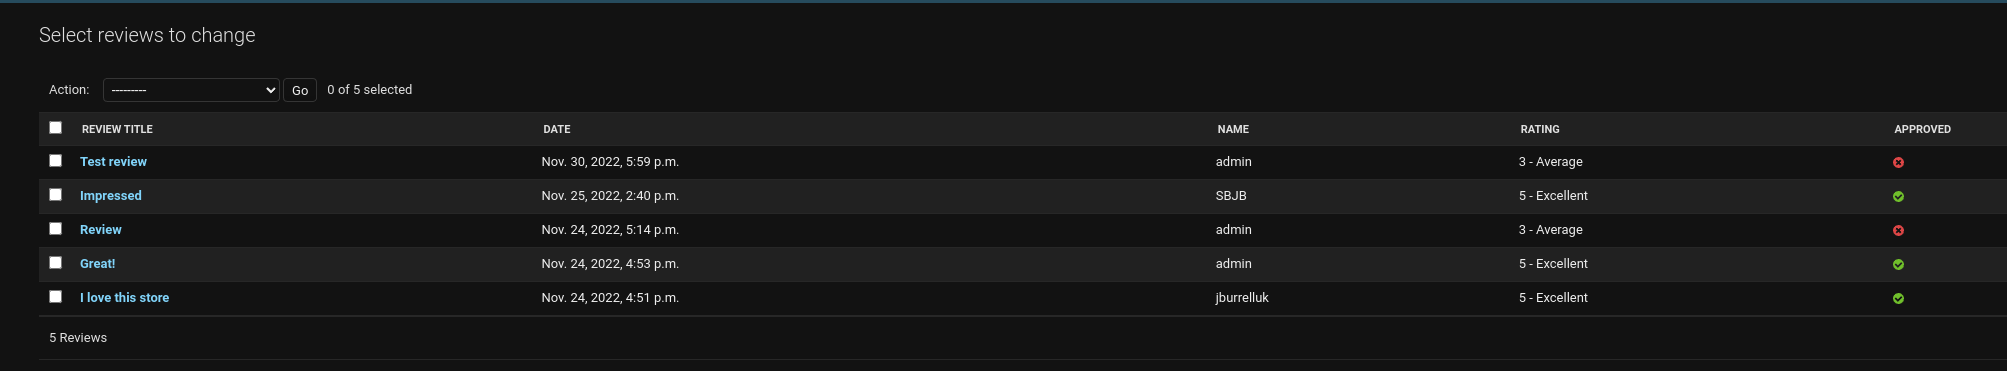 Select reviews to change
Action: --------- Go 0 of 5 selected
REVIEW TITLE DATE NAME RATING APPROVED
Test review Nov. 30, 2022, 5:59 p.m. admin 3 - Average
Impressed Nov. 25, 2022, 2:40 p.m. SBJB 5 - Excellent
Review Nov. 24, 2022, 5:14 p.m. admin 3 - Average
Great! Nov. 24, 2022, 4:53 p.m. admin 5 - Excellent
I love this store Nov. 24, 2022, 4:51 p.m. jburrelluk 5 - Excellent
5 Reviews